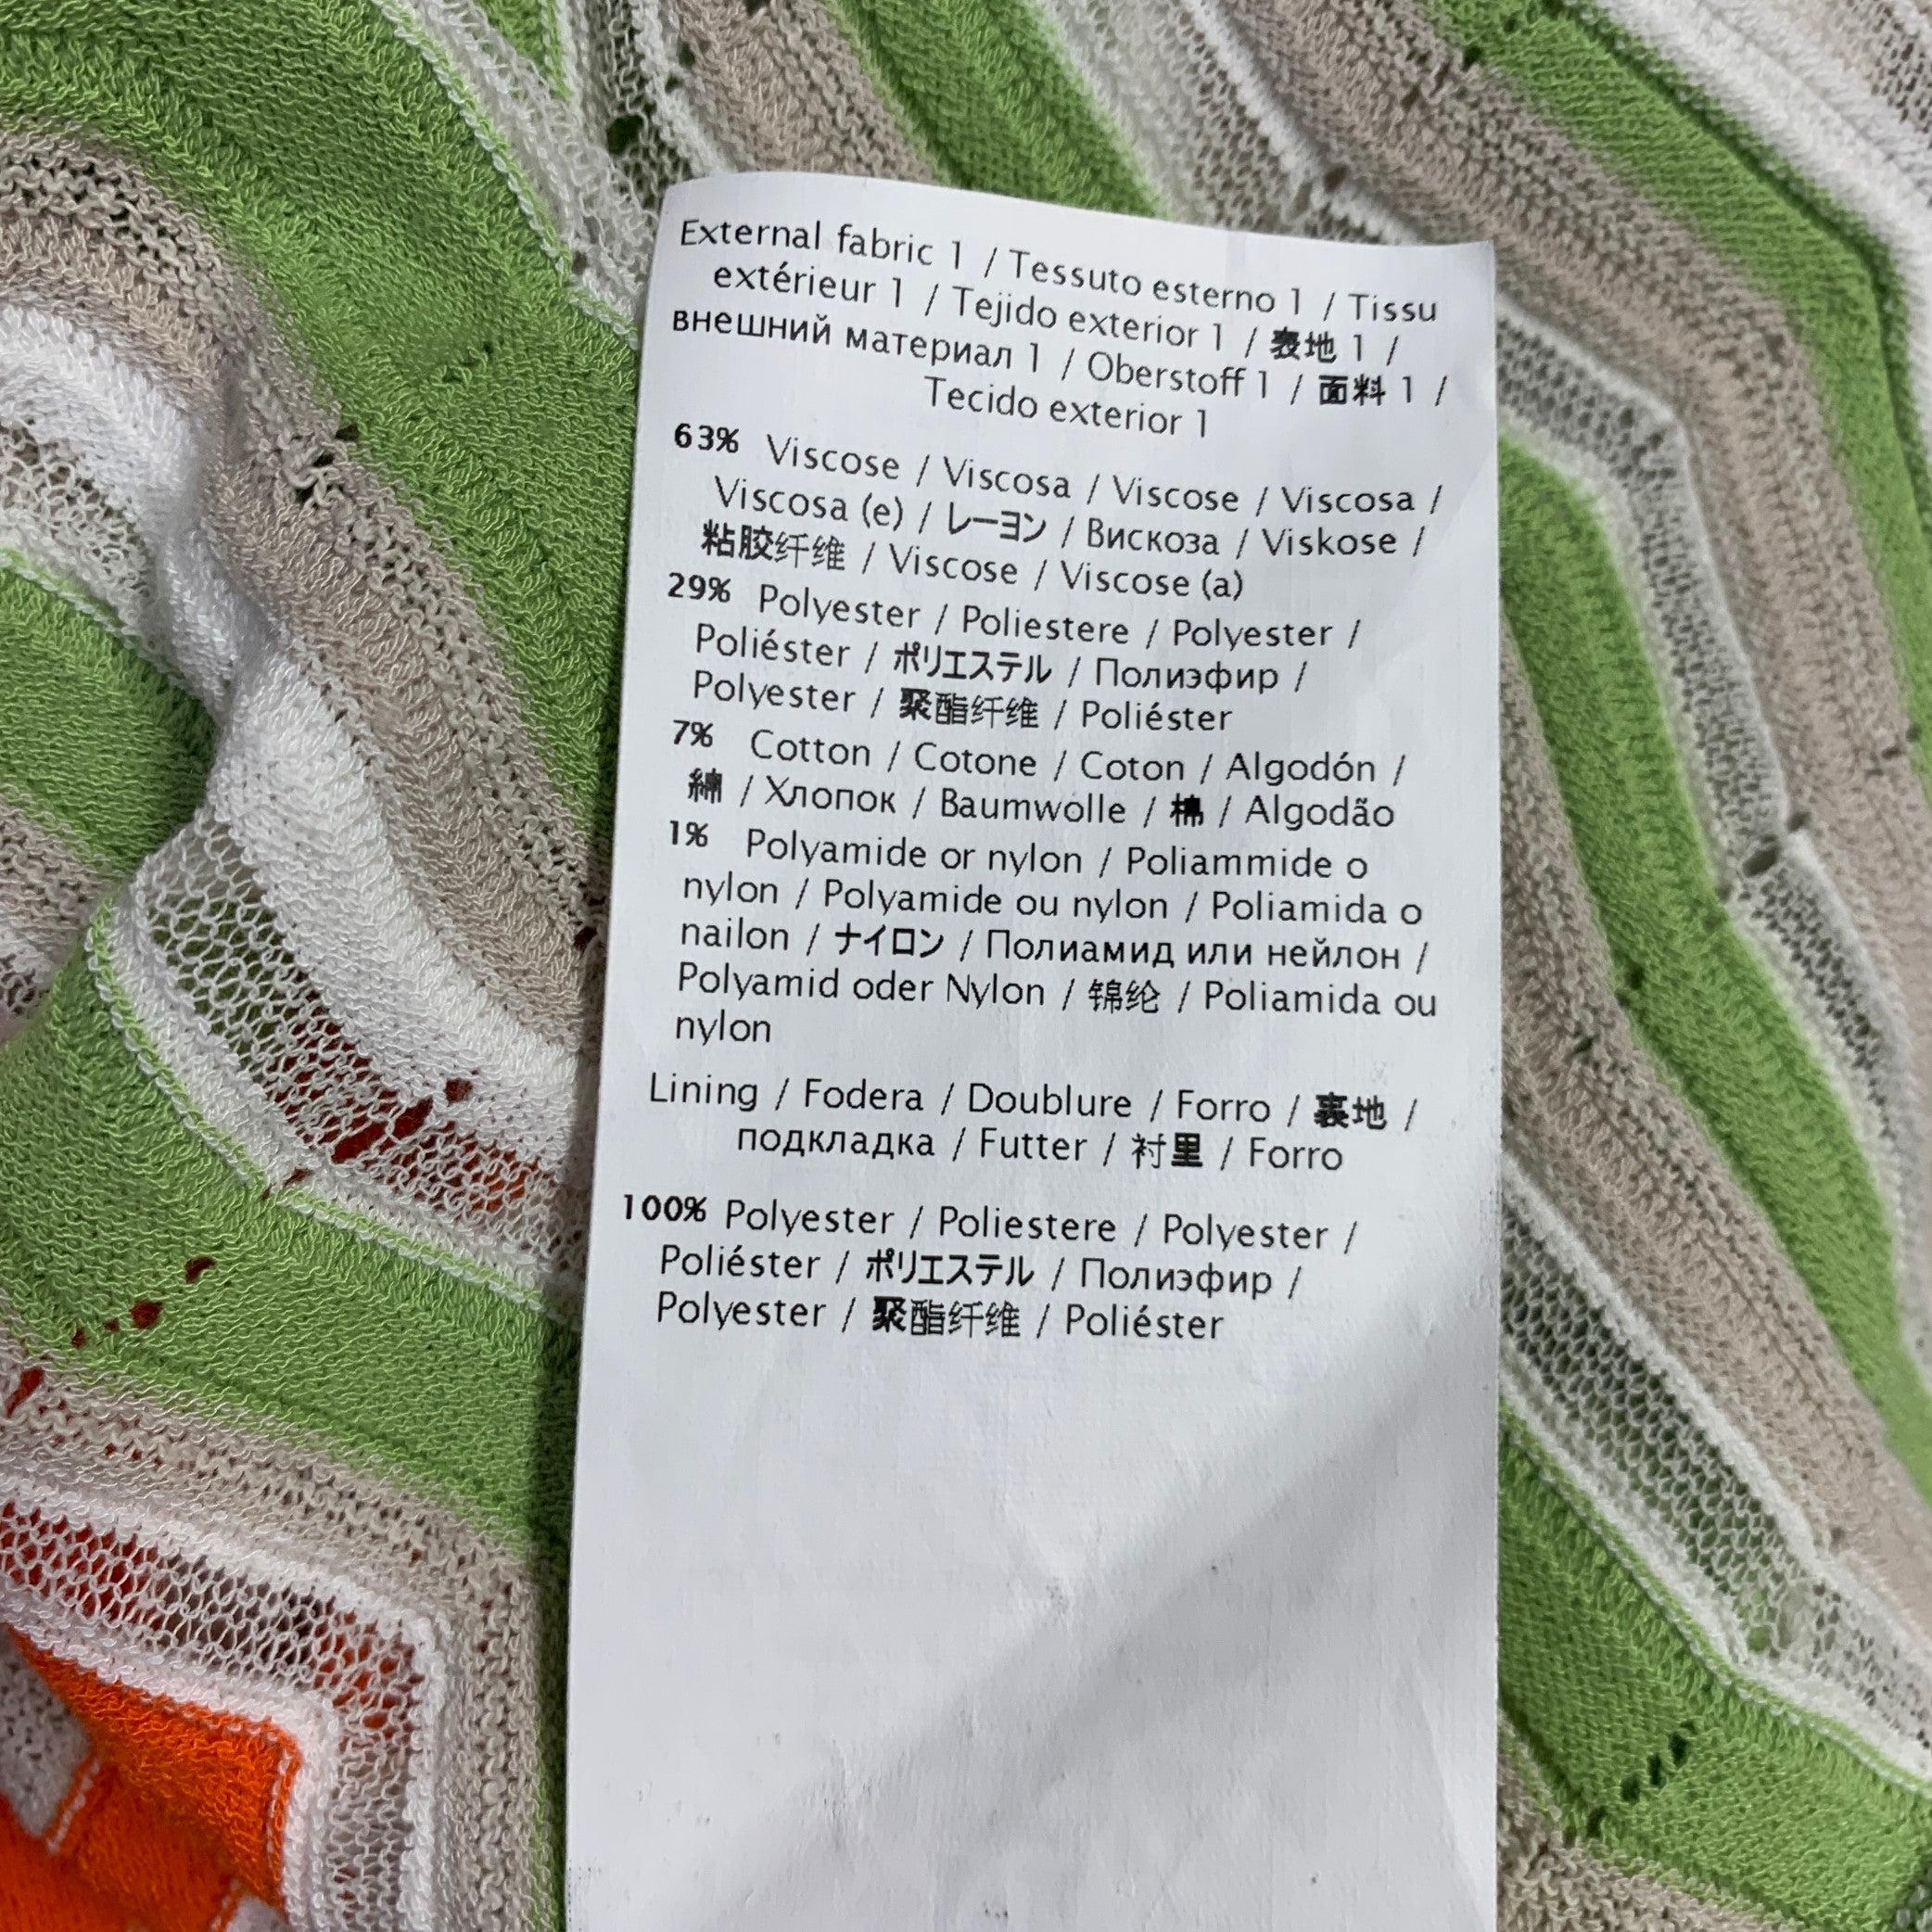 External fabric 1 / Tessuto esterno 1 / Tissu
extérieur 1 / Tejido exterior 1 / 表地 1 /
внешний материал 1 / Oberstoff 1 / 面料 1 /
Tecido exterior 1
63% Viscose / Viscosa / Viscose / Viscosa /
Viscosa (e) / レーヨン / Вискоза / Viskose /
粘胶纤维 / Viscose / Viscose (a)
29% Polyester / Poliestere / Polyester /
Poliéster / ポリエステル / Полиэфир /
Polyester / 聚酯纤维 / Poliéster
7% Cotton / Cotone / Coton / Algodón /
綿 / Хлопок / Baumwolle / 棉 / Algodão
1% Polyamide or nylon / Poliammide o
nylon / Polyamide ou nylon / Poliamida o
nailon / ナイロン / Полиамид или нейлон /
Polyamid oder Nylon / 锦纶 / Poliamida ou
nylon
Lining / Fodera / Doublure / Forro / 裏地 /
подкладка / Futter / 衬里 / Forro
100% Polyester / Poliestere / Polyester /
Poliéster / ポリエステル / Полиэфир /
Polyester / 聚酯纤维 / Poliéster